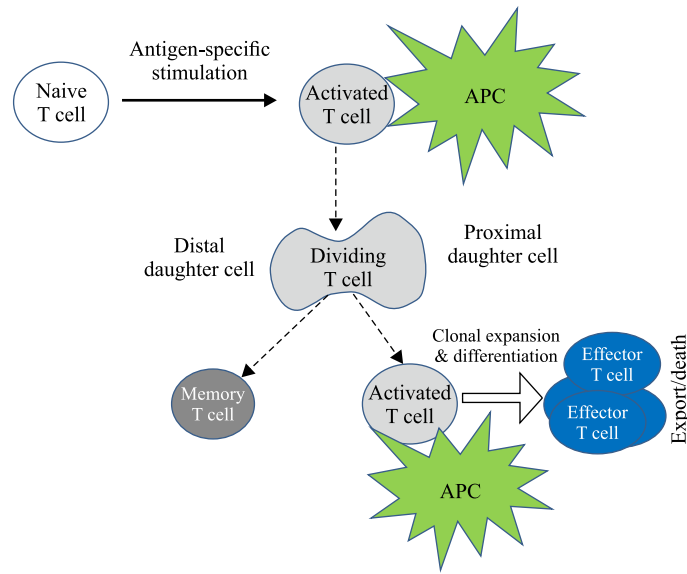 Antigen-specific
stimulation
Naive
T cell
Activated
T cell
APC
Distal
daughter cell
Dividing
T cell
Proximal
daughter cell
Clonal expansion
& differentiation
Memory
T cell
Activated
T cell
Effector
T cell
Effector
T cell
Export/death
APC